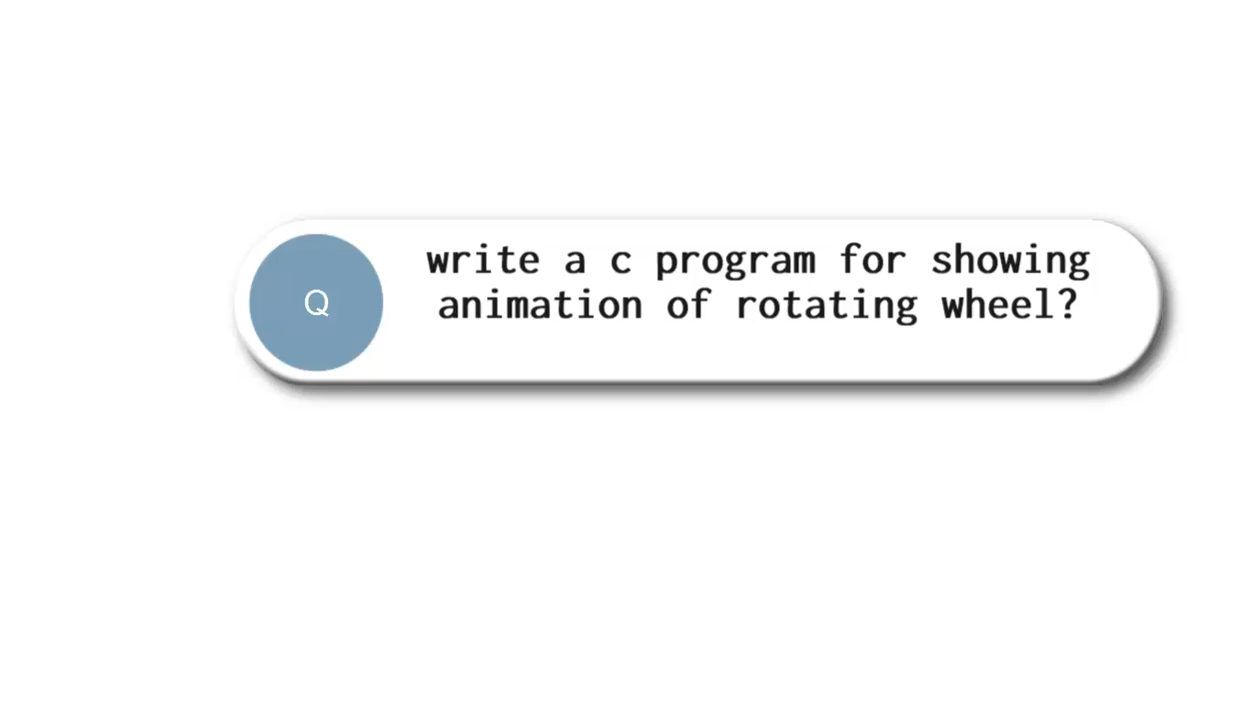 Q
write a c program for showing
animation of rotating wheel?